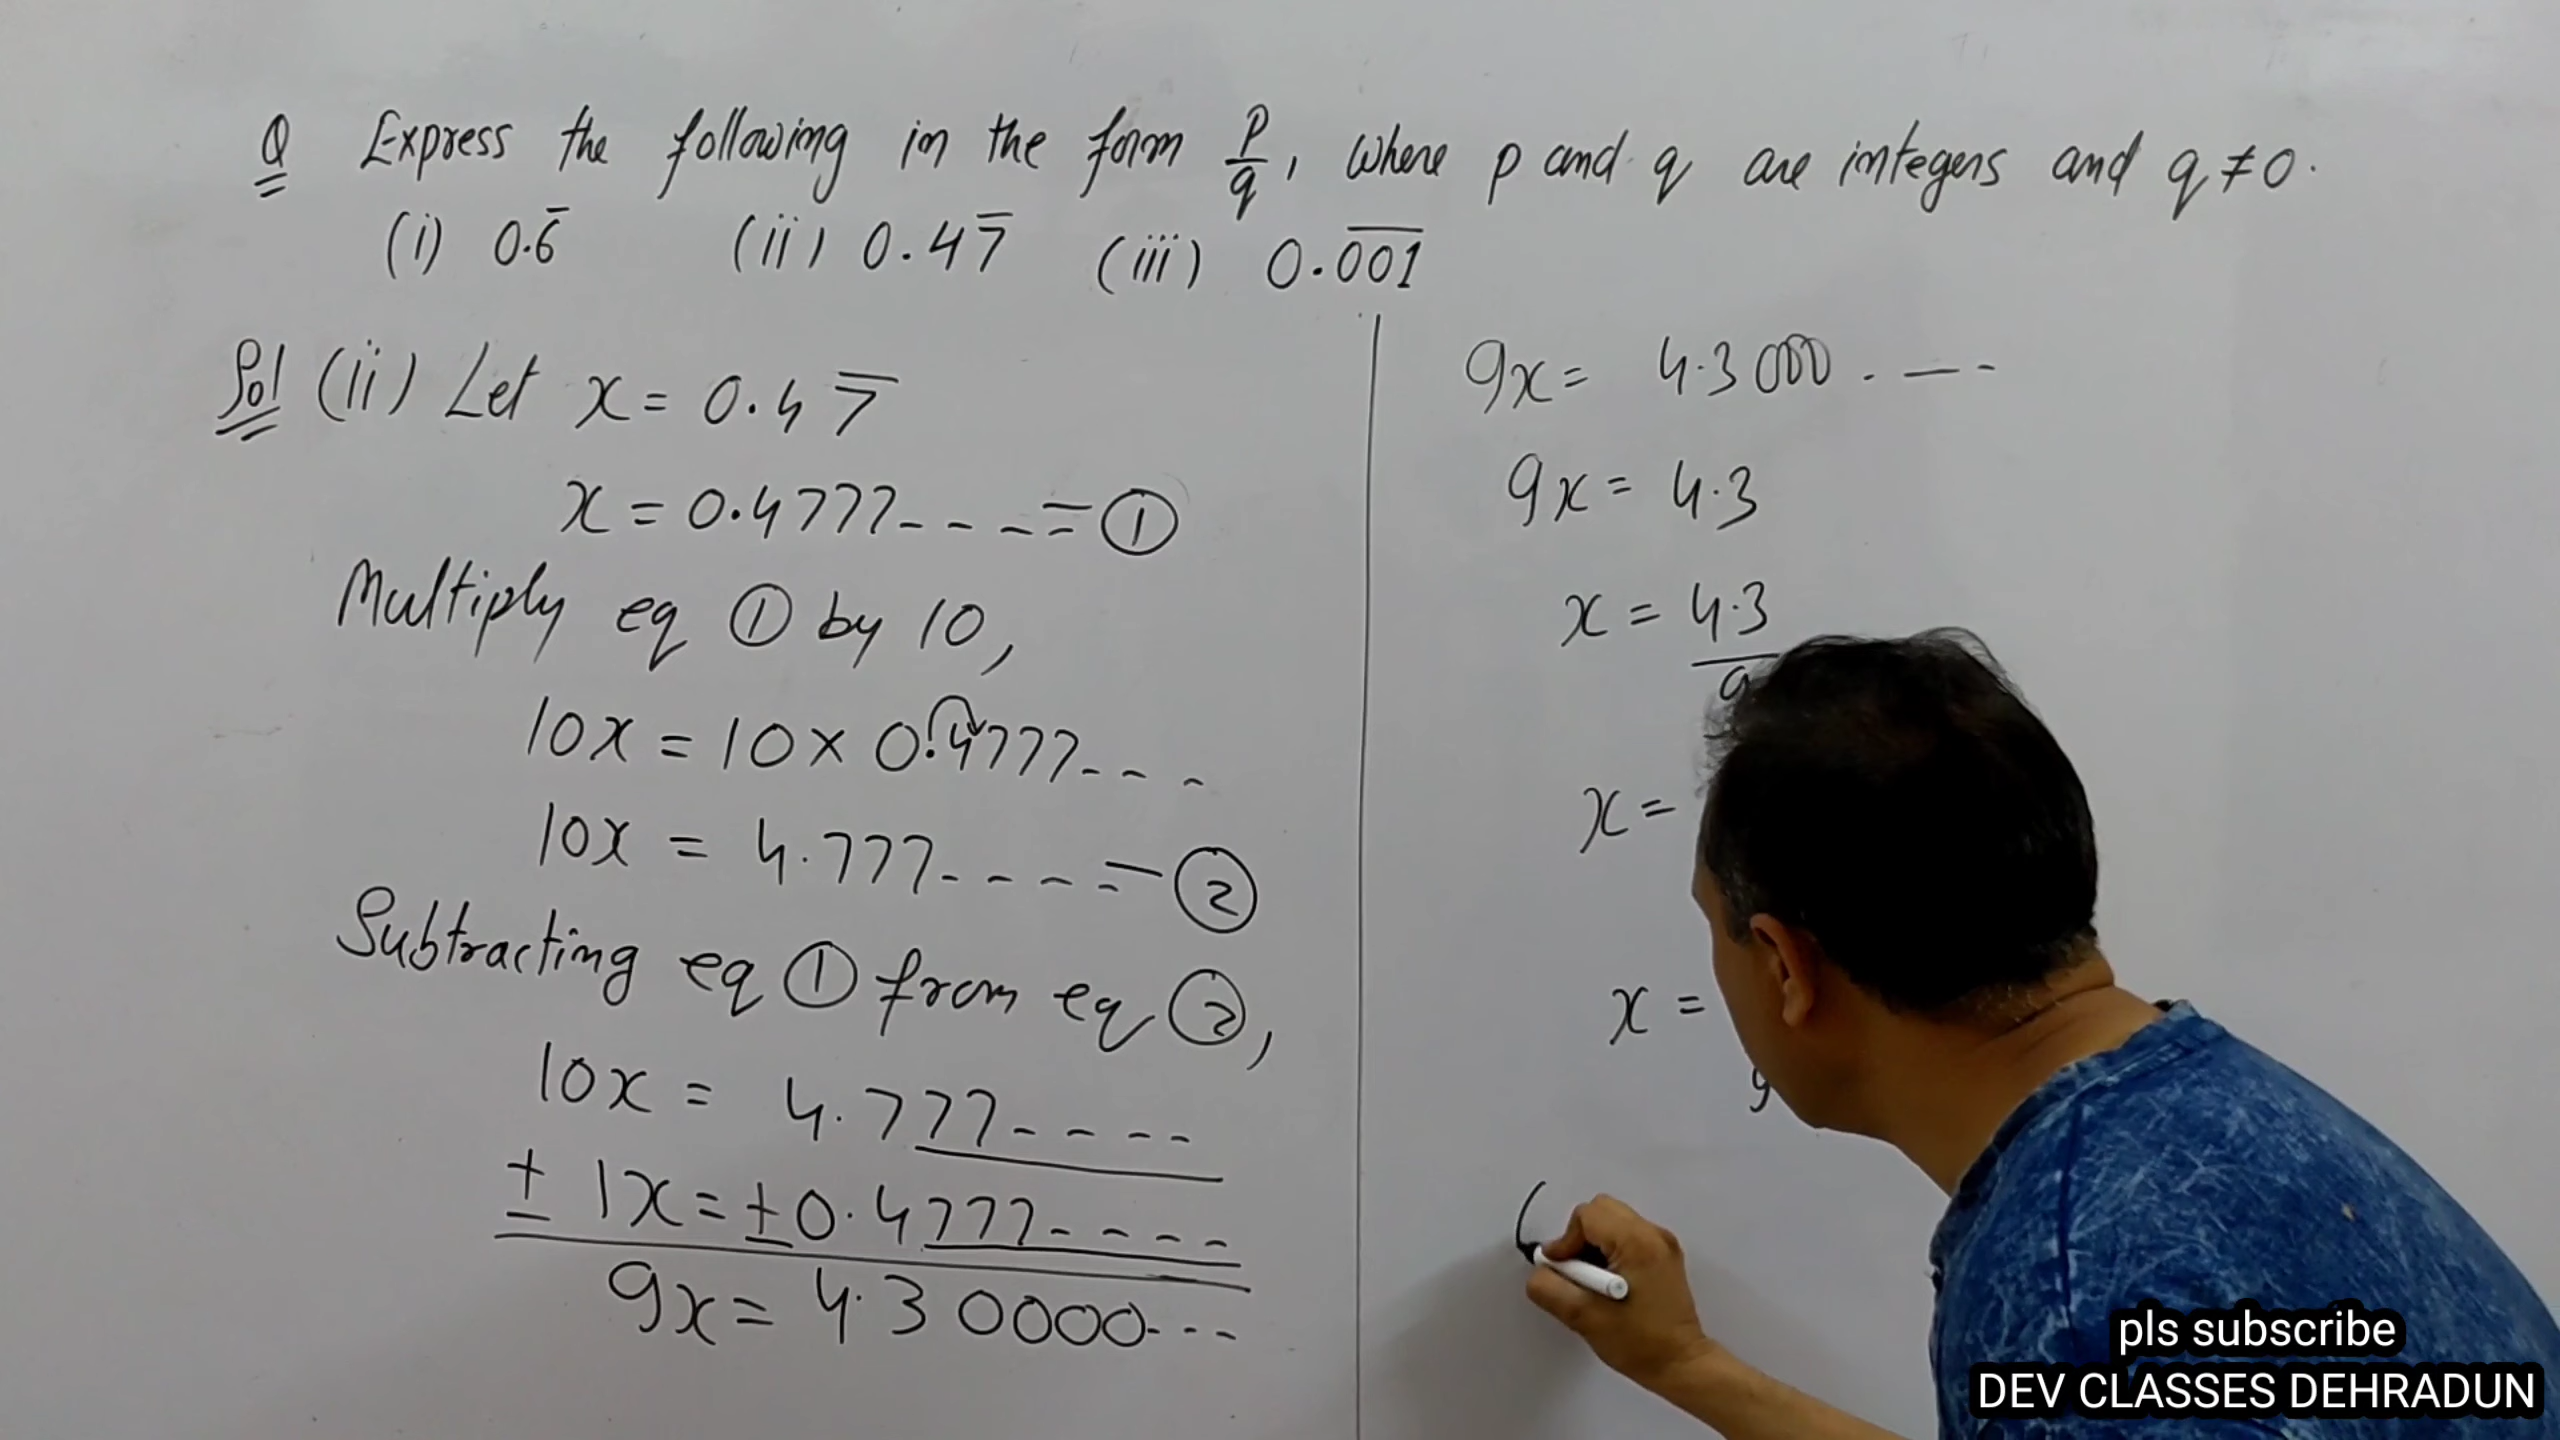 Q Express the following in the form p/q, where p and q are integers and q ≠ 0.
(i) 0.6̅ (ii) 0.47̅ (iii) 0.0̅0̅1̅
Sol (ii) Let x = 0.47̅
x = 0.4777---- — ①
Multiply eq ① by 10,
10x = 10 × 0.4777---
10x = 4.777---- — ②
Subtracting eq ① from eq ②,
10x = 4.777----
± 1x = ±0.4777----
9x = 4.30000---
9x = 4.3000.---
9x = 4.3
x = 4.3
9
x =
x =
9
(
pls subscribe
DEV CLASSES DEHRADUN